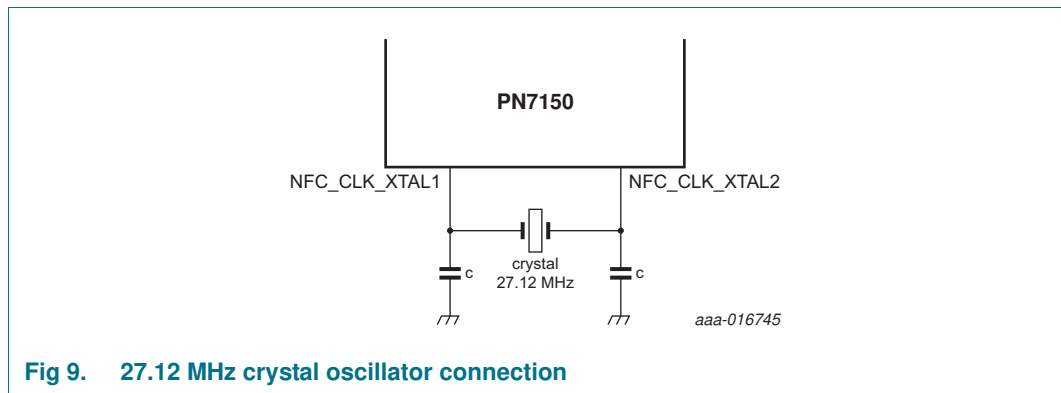 PN7150
NFC_CLK_XTAL1
NFC_CLK_XTAL2
c
crystal
27.12 MHz
c
aaa-016745
Fig 9. 27.12 MHz crystal oscillator connection